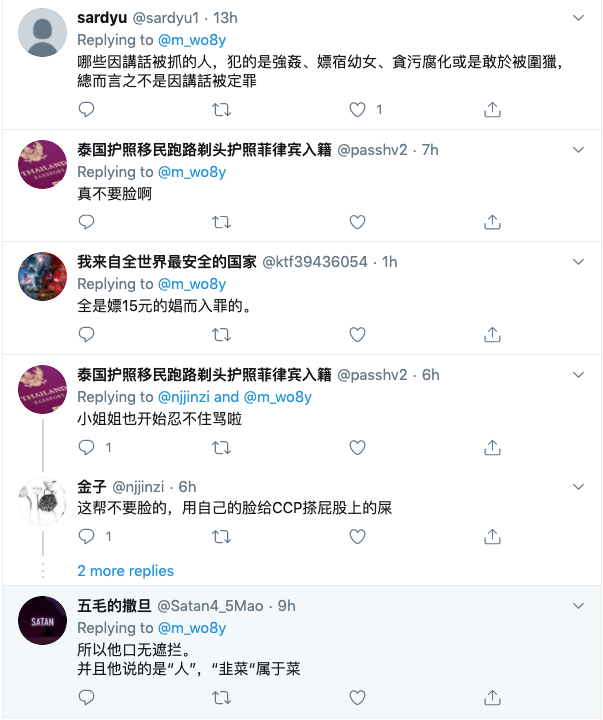 sardyu @sardyu1 · 13h
Replying to @m_wo8y
哪些因講話被抓的人，犯的是強姦、嫖宿幼女、貪污腐化或是敢於被圍獵，
總而言之不是因講話被定罪
1
泰国护照移民跑路剃头护照菲律宾入籍 @passhv2 · 7h
Replying to @m_wo8y
真不要脸啊
我来自全世界最安全的国家 @ktf39436054 · 1h
Replying to @m_wo8y
全是嫖15元的娼而入罪的。
泰国护照移民跑路剃头护照菲律宾入籍 @passhv2 · 6h
Replying to @njjinzi and @m_wo8y
小姐姐也开始忍不住骂啦
1
金子 @njjinzi · 6h
这帮不要脸的，用自己的脸给CCP搽屁股上的屎
1
2 more replies
五毛的撒旦 @Satan4_5Mao · 9h
Replying to @m_wo8y
所以他口无遮拦。
并且他说的是“人”，“韭菜“属于菜
THAILAND
PASSPORT
THAILAND
PASSPORT
SATAN